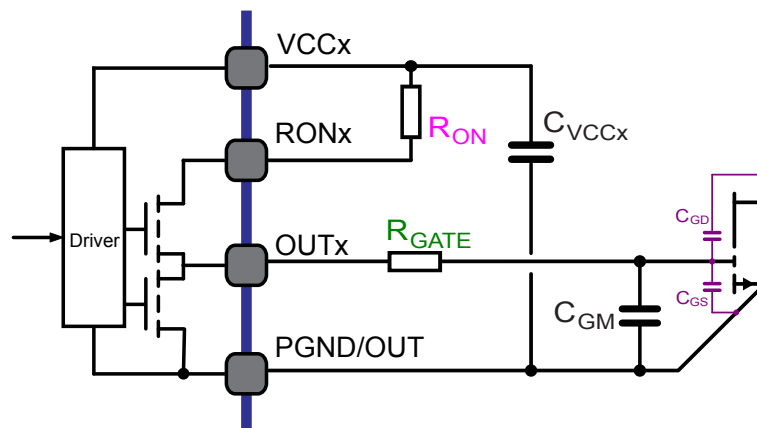 VCCx
RONx
RON
CVCCx
Driver
OUTx
RGATE
CGD
CGS
CGM
PGND/OUT